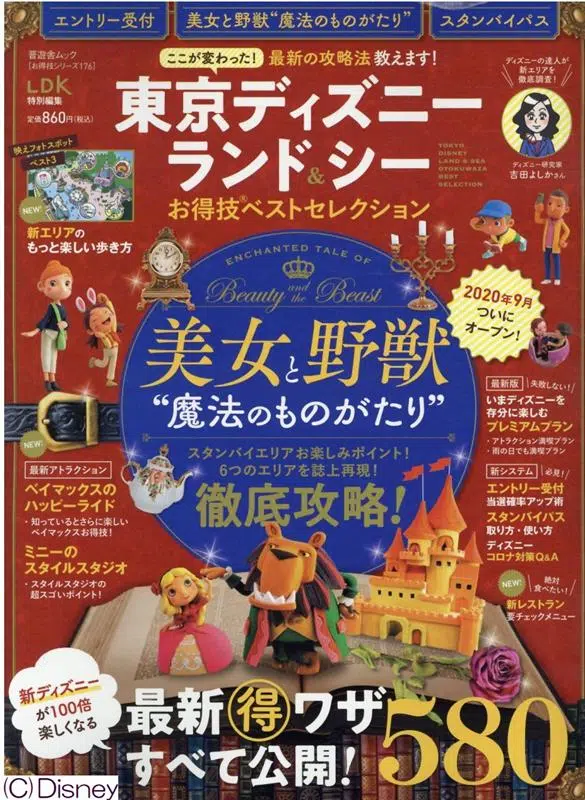 エントリー受付
美女と野獣“魔法のものがたり”
スタンバイパス
晋遊舎ムック
[お得技シリーズ176]
LDK
特別編集
定価860円(税込)
ここが変わった!
最新の攻略法教えます!
東京ディズニー
ランド&シー
お得技®ベストセレクション
TOKYO
DISNEY
LAND & SEA
OTOKUWAZA
BEST
SELECTION
ディズニーの達人が
新エリアを
徹底調査!
ディズニー研究家
吉田よしかさん
映えフォトスポット
ベスト3
NEW!
新エリアの
もっと楽しい歩き方
ENCHANTED TALE OF
Beauty and the Beast
美女と野獣
“魔法のものがたり”
スタンバイエリアお楽しみポイント!
6つのエリアを誌上再現!
徹底攻略!
2020年9月
ついに
オープン!
NEW!
最新アトラクション
ベイマックスの
ハッピーライド
・知っているとさらに楽しい
ベイマックスお得技!
ミニーの
スタイルスタジオ
・スタイルスタジオの
超スゴいポイント!
最新版
失敗しない!
いまディズニーを
存分に楽しむ
プレミアムプラン
・アトラクション満喫プラン
・雨の日でも満喫プラン
新システム
必見!
エントリー受付
当選確率アップ術
スタンバイパス
取り方・使い方
ディズニー
コロナ対策Q&A
NEW!
絶対
食べたい!
新レストラン
要チェックメニュー
新ディズニー
が100倍
楽しくなる
最新得ワザ
すべて公開!
580
(C)Disney